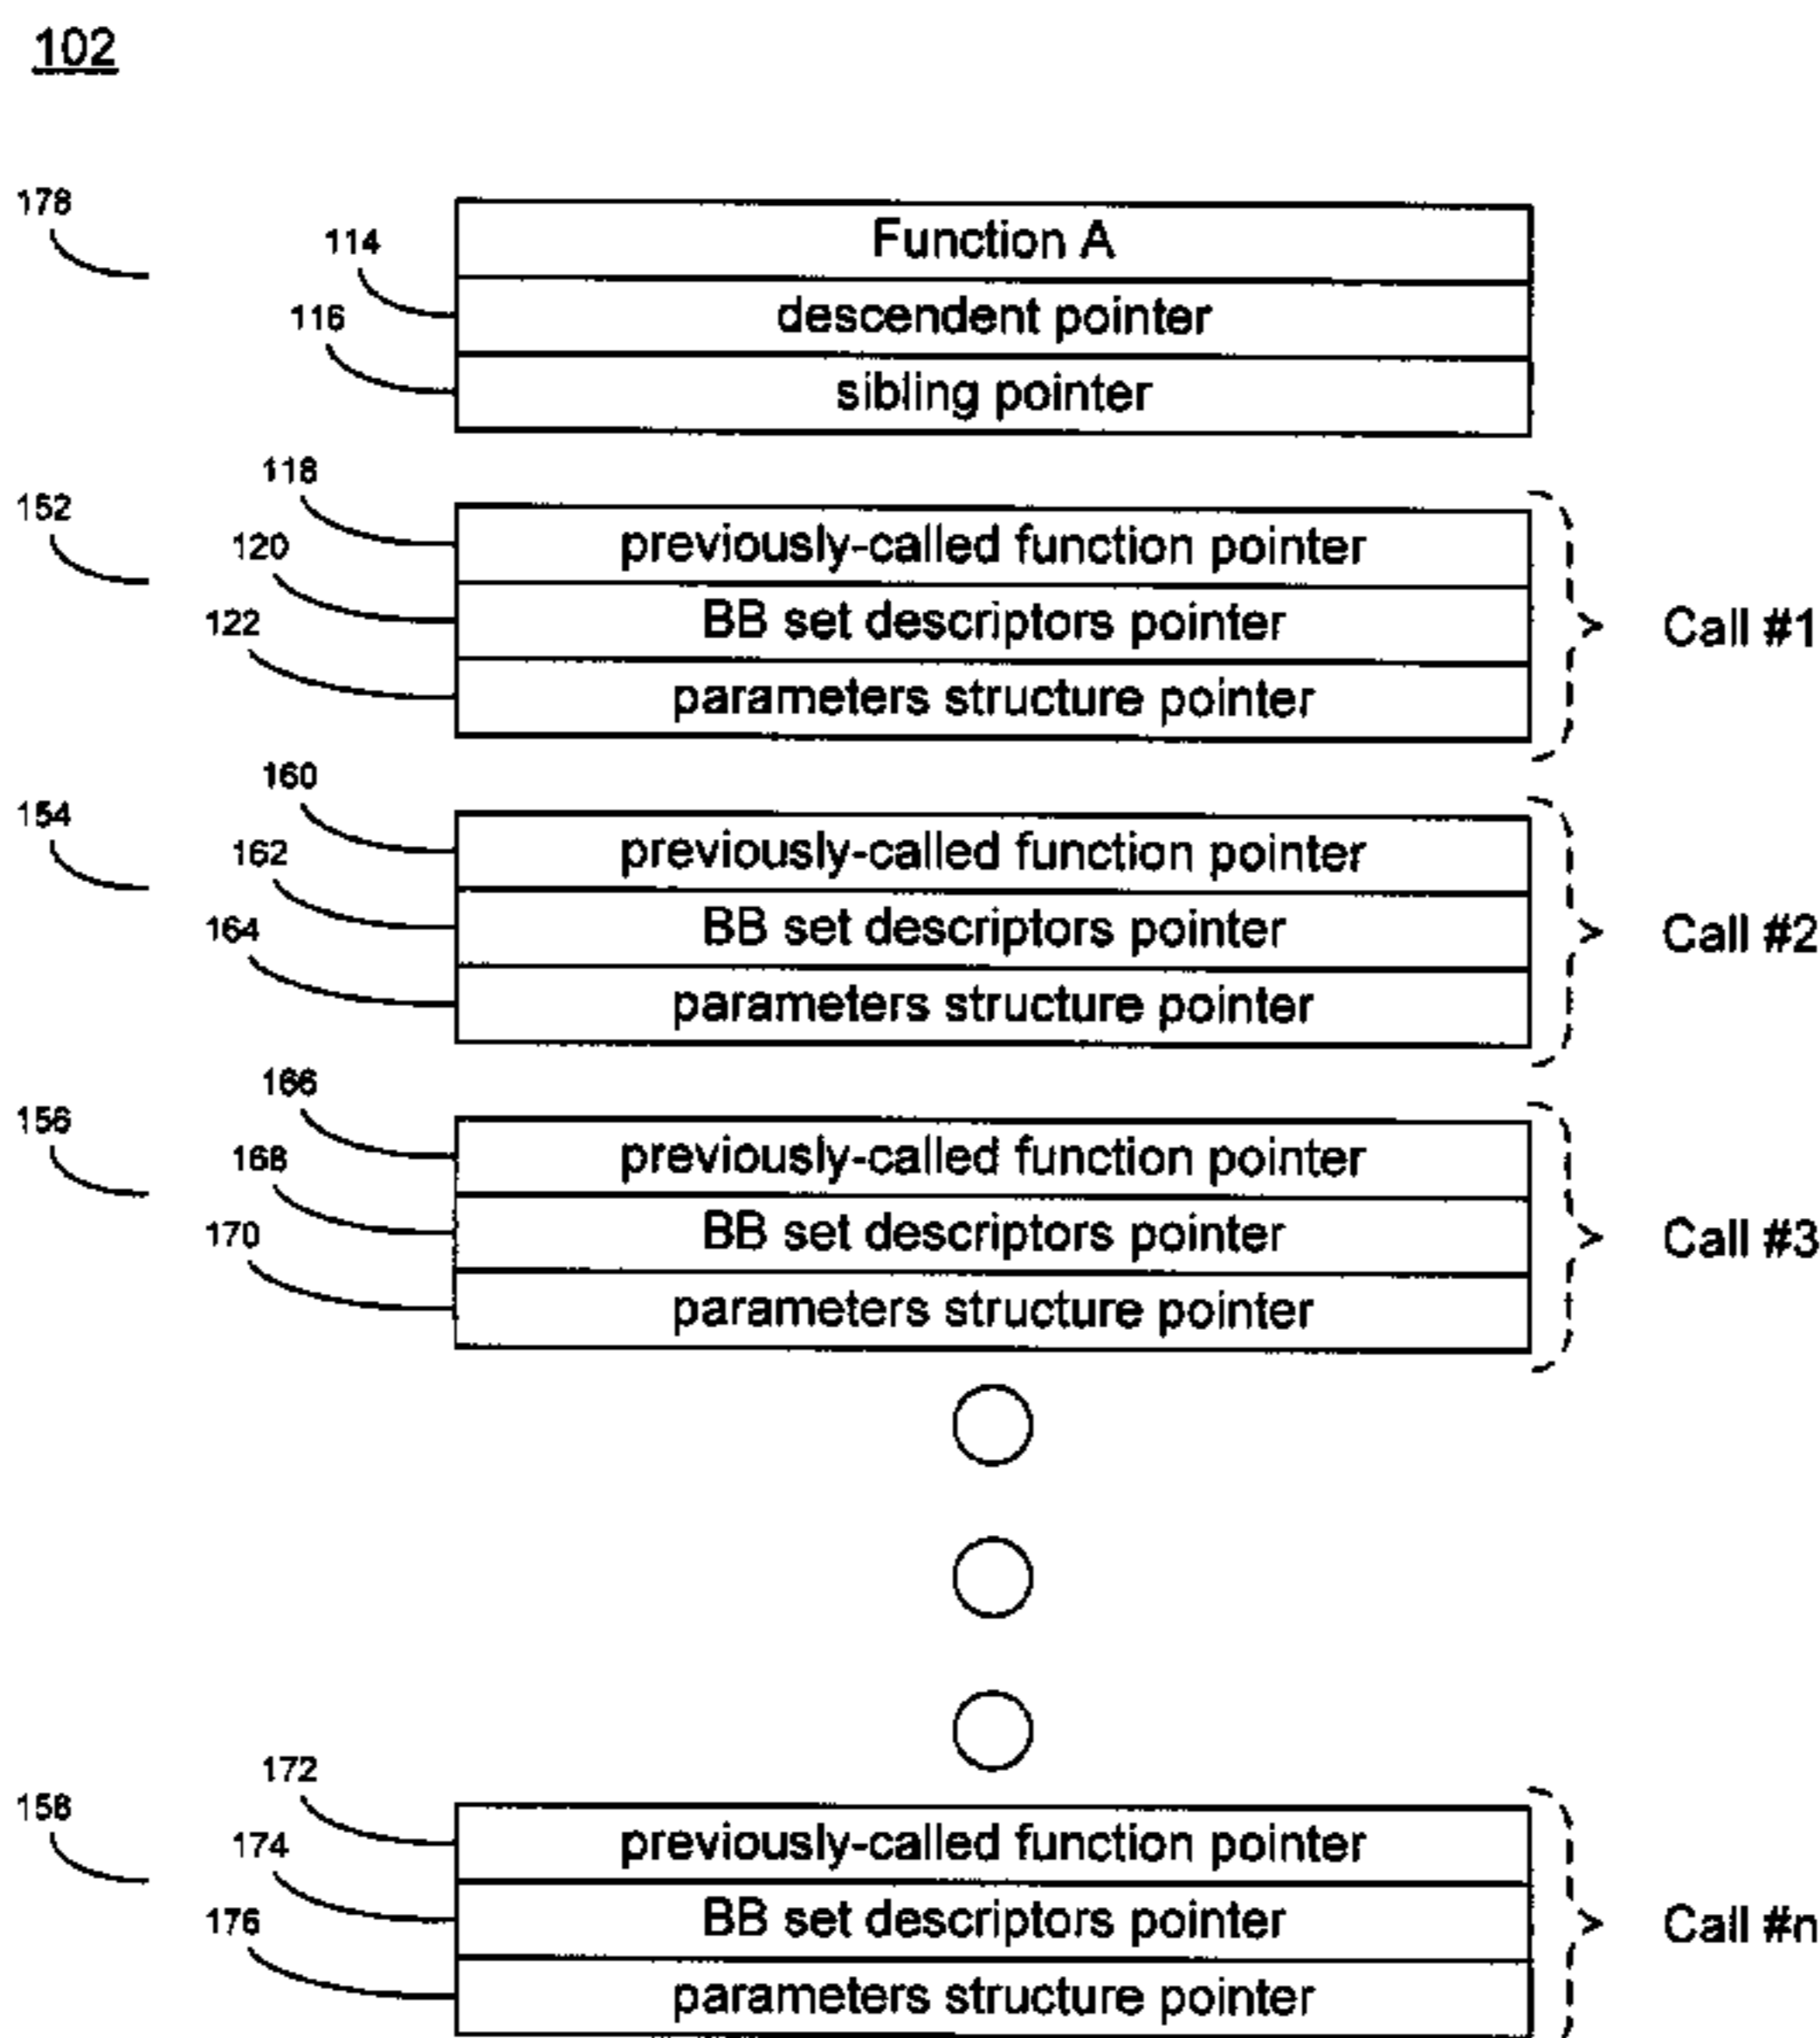 102
178
114
116
Function A
descendent pointer
sibling pointer
152
118
120
122
previously-called function pointer
BB set descriptors pointer
parameters structure pointer
Call #1
154
160
162
164
previously-called function pointer
BB set descriptors pointer
parameters structure pointer
Call #2
156
166
168
170
previously-called function pointer
BB set descriptors pointer
parameters structure pointer
Call #3
158
172
174
176
previously-called function pointer
BB set descriptors pointer
parameters structure pointer
Call #n